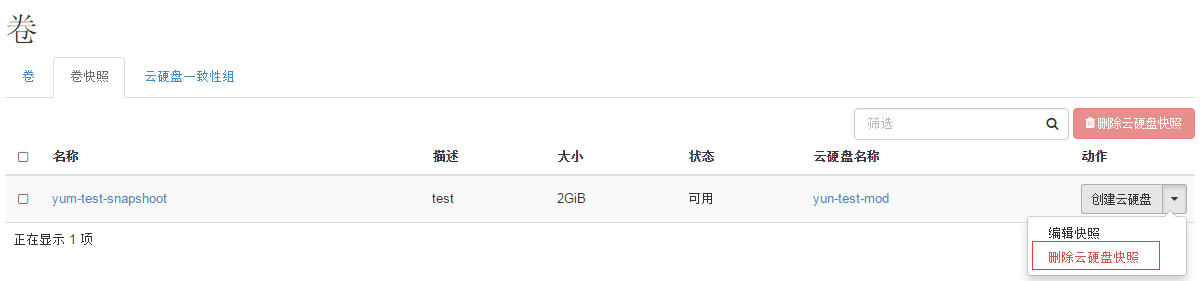 卷
卷 卷快照 云硬盘一致性组
筛选 删除云硬盘快照
名称 描述 大小 状态 云硬盘名称 动作
yum-test-snapshoot test 2GiB 可用 yun-test-mod 创建云硬盘
正在显示 1 项
编辑快照
删除云硬盘快照